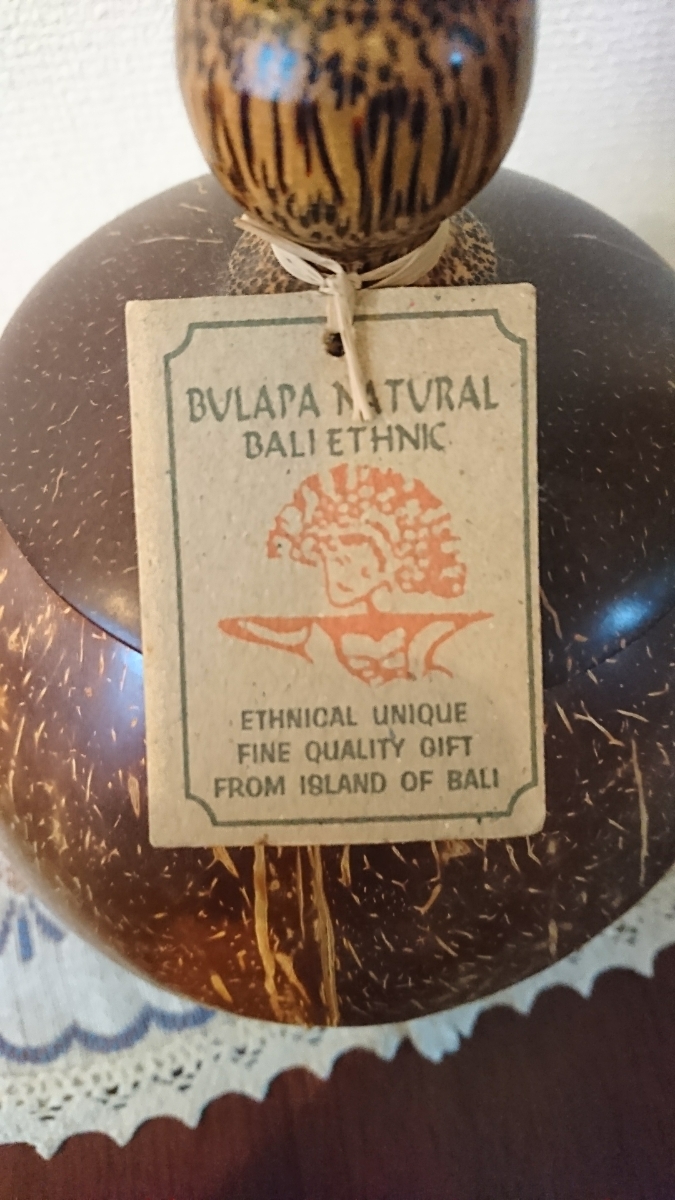 BULAPA NATURAL
BALI ETHNIC
ETHNICAL UNIQUE
FINE QUALITY GIFT
FROM ISLAND OF BALI